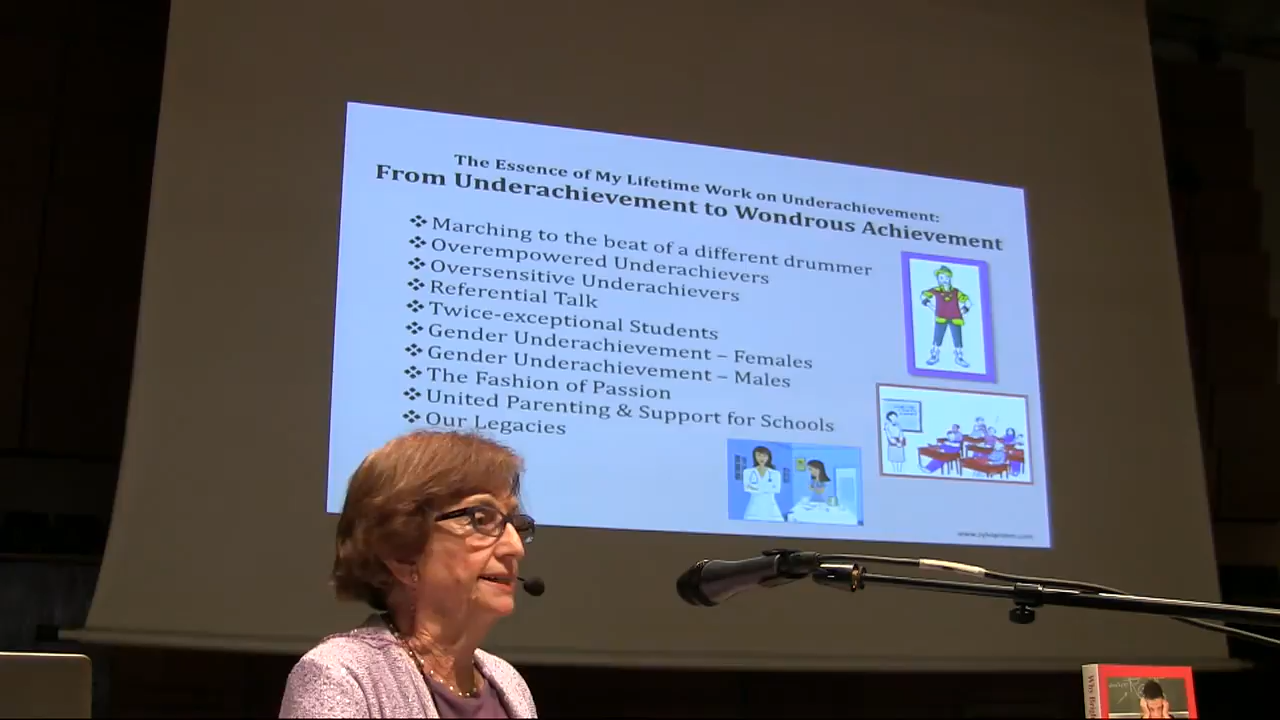 The Essence of My Lifetime Work on Underachievement:
From Underachievement to Wondrous Achievement
❖ Marching to the beat of a different drummer
❖ Overempowered Underachievers
❖ Oversensitive Underachievers
❖ Referential Talk
❖ Twice-exceptional Students
❖ Gender Underachievement – Females
❖ Gender Underachievement – Males
❖ The Fashion of Passion
❖ United Parenting & Support for Schools
❖ Our Legacies
Why